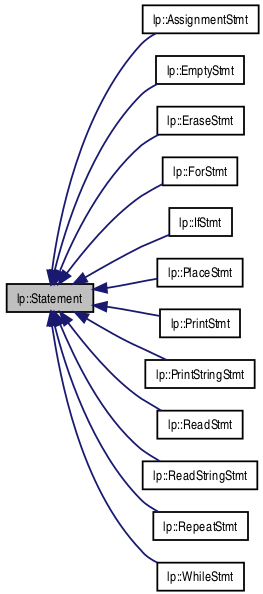 lp::AssignmentStmt
lp::EmptyStmt
lp::EraseStmt
lp::ForStmt
lp::IfStmt
lp::PlaceStmt
lp::Statement
lp::PrintStmt
lp::PrintStringStmt
lp::ReadStmt
lp::ReadStringStmt
lp::RepeatStmt
lp::WhileStmt